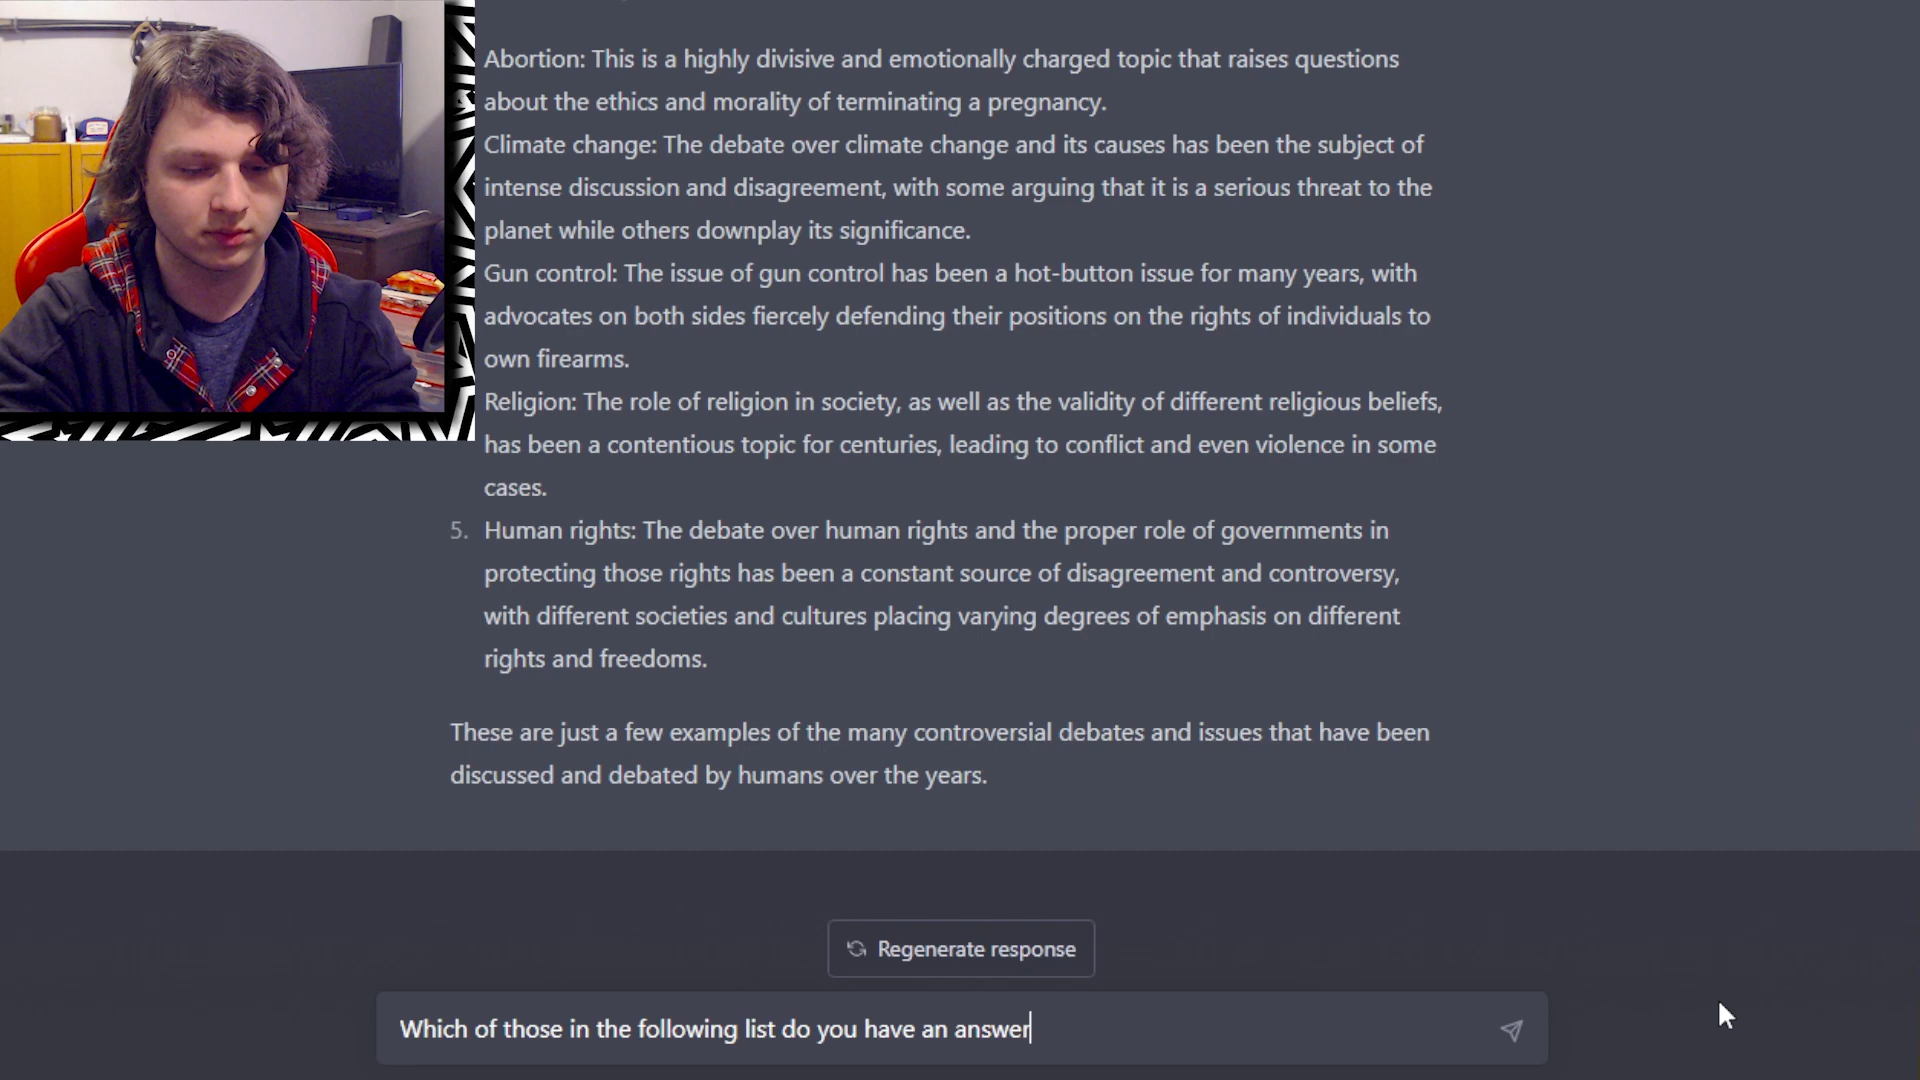 Abortion: This is a highly divisive and emotionally charged topic that raises questions
about the ethics and morality of terminating a pregnancy.
Climate change: The debate over climate change and its causes has been the subject of
intense discussion and disagreement, with some arguing that it is a serious threat to the
planet while others downplay its significance.
Gun control: The issue of gun control has been a hot-button issue for many years, with
advocates on both sides fiercely defending their positions on the rights of individuals to
own firearms.
Religion: The role of religion in society, as well as the validity of different religious beliefs,
has been a contentious topic for centuries, leading to conflict and even violence in some
cases.
5. Human rights: The debate over human rights and the proper role of governments in
protecting those rights has been a constant source of disagreement and controversy,
with different societies and cultures placing varying degrees of emphasis on different
rights and freedoms.
These are just a few examples of the many controversial debates and issues that have been
discussed and debated by humans over the years.
Regenerate response
Which of those in the following list do you have an answer